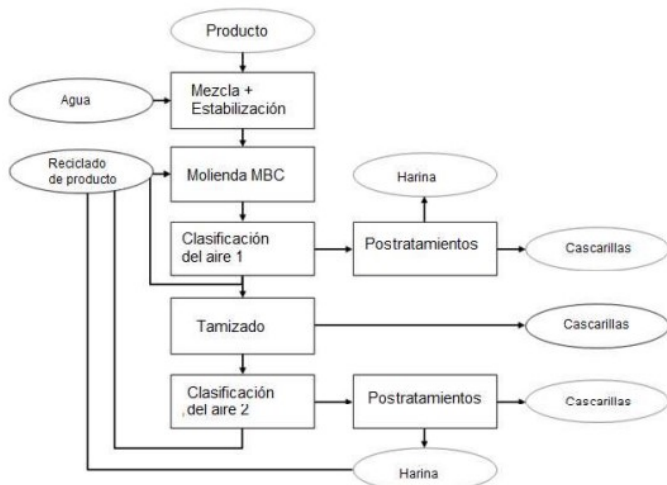 Producto
Agua
Mezcla +
Estabilización
Reciclado
de producto
Molienda MBC
Harina
Clasificación
del aire 1
Postratamientos
Cascarillas
Tamizado
Cascarillas
Clasificación
,del aire 2
Postratamientos
Cascarillas
Harina